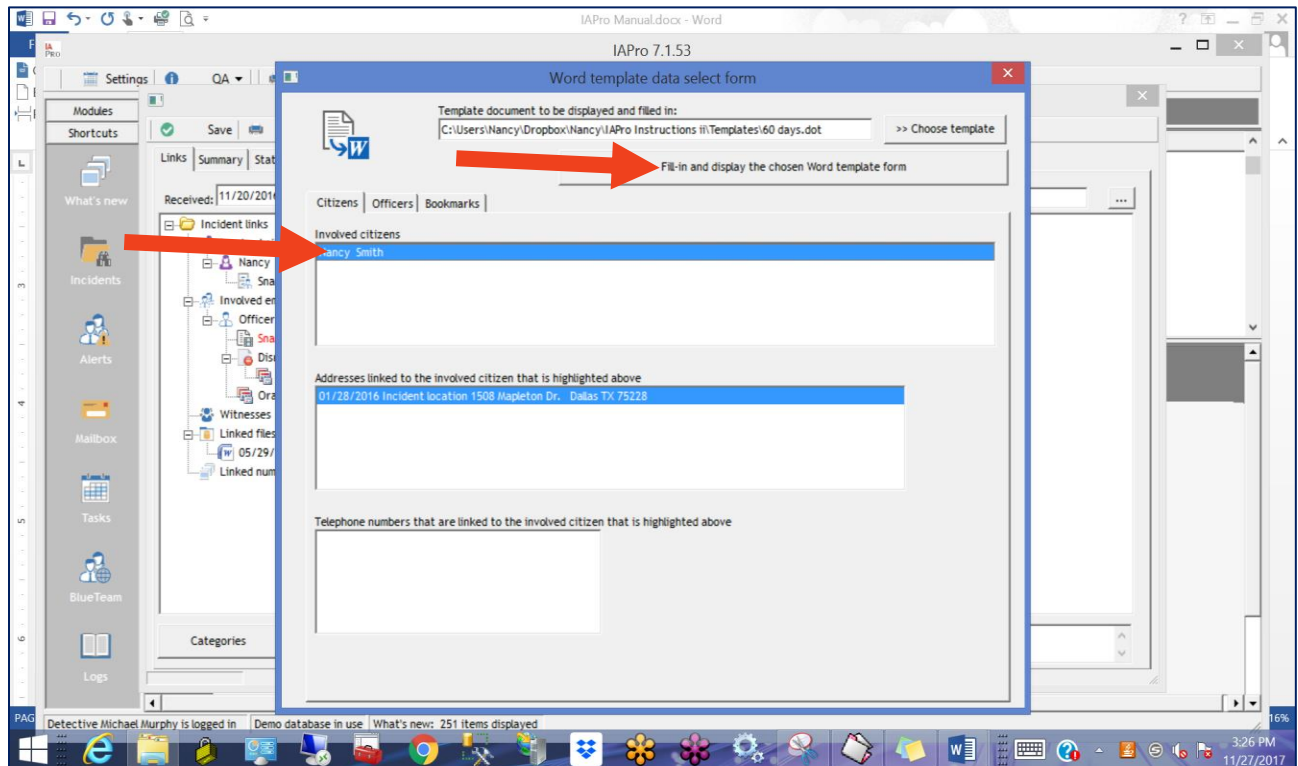 IAPro Manual.docx - Word
IA
PRO
IAPro 7.1.53
Settings
QA
Word template data select form
Modules
Shortcuts
What's new
Incidents
Alerts
Mailbox
Tasks
BlueTeam
Logs
Save
Links
Summary
Received: 11/20/201
Incident links
Nancy
Involved
Officer
Witnesses
Linked files
05/29/
Linked
Categories
Template document to be displayed and filled in:
C:\Users\Nancy\Dropbox\Nancy\IAPro Instructions ii\Templates\60 days.dot
>> Choose template
Fill-in and display the chosen Word template form
Citizens
Officers
Bookmarks
Involved citizens
Nancy Smith
Addresses linked to the involved citizen that is highlighted above
01/28/2016 Incident location 1508 Mapleton Dr. Dallas TX 75228
Telephone numbers that are linked to the involved citizen that is highlighted above
...
Detective Michael Murphy is logged in
Demo database in use
What's new: 251 items displayed
PAG
16%
3:26 PM
11/27/2017